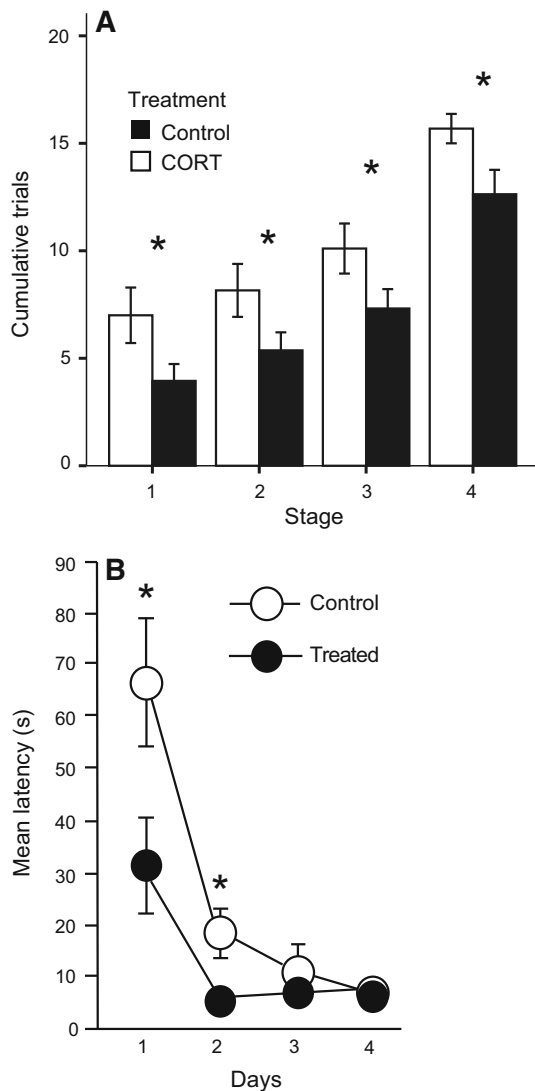 A
20
15
10
5
0
Cumulative trials
Treatment
Control
CORT
*
*
*
*
1 2 3 4
Stage
B
90
80
70
60
50
40
30
20
10
0
Mean latency (s)
*
*
Control
Treated
1 2 3 4
Days